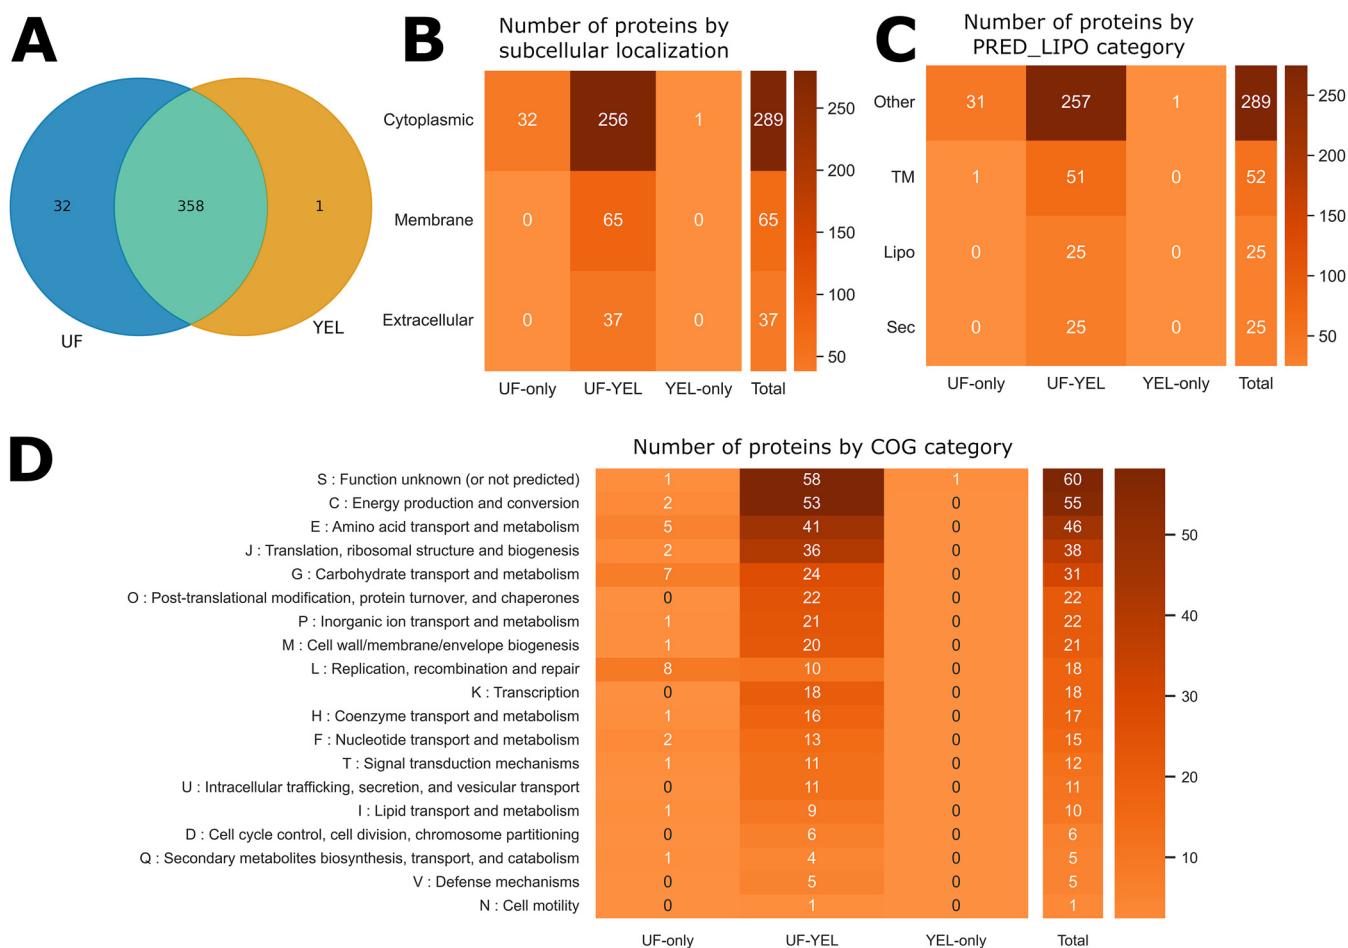 A
32
358
1
UF
YEL
B
Number of proteins by
subcellular localization
Cytoplasmic 32 256 1 289
Membrane 0 65 0 65
Extracellular 0 37 0 37
UF-only UF-YEL YEL-only Total
250
200
150
100
50
C
Number of proteins by
PRED_LIPO category
Other 31 257 1 289
TM 1 51 0 52
Lipo 0 25 0 25
Sec 0 25 0 25
UF-only UF-YEL YEL-only Total
250
200
150
100
50
D
Number of proteins by COG category
S : Function unknown (or not predicted) 1 58 1 60
C : Energy production and conversion 2 53 0 55
E : Amino acid transport and metabolism 5 41 0 46
J : Translation, ribosomal structure and biogenesis 2 36 0 38
G : Carbohydrate transport and metabolism 7 24 0 31
O : Post-translational modification, protein turnover, and chaperones 0 22 0 22
P : Inorganic ion transport and metabolism 1 21 0 22
M : Cell wall/membrane/envelope biogenesis 1 20 0 21
L : Replication, recombination and repair 8 10 0 18
K : Transcription 0 18 0 18
H : Coenzyme transport and metabolism 1 16 0 17
F : Nucleotide transport and metabolism 2 13 0 15
T : Signal transduction mechanisms 1 11 0 12
U : Intracellular trafficking, secretion, and vesicular transport 0 11 0 11
I : Lipid transport and metabolism 1 9 0 10
D : Cell cycle control, cell division, chromosome partitioning 0 6 0 6
Q : Secondary metabolites biosynthesis, transport, and catabolism 1 4 0 5
V : Defense mechanisms 0 5 0 5
N : Cell motility 0 1 0 1
UF-only UF-YEL YEL-only Total
50
40
30
20
10